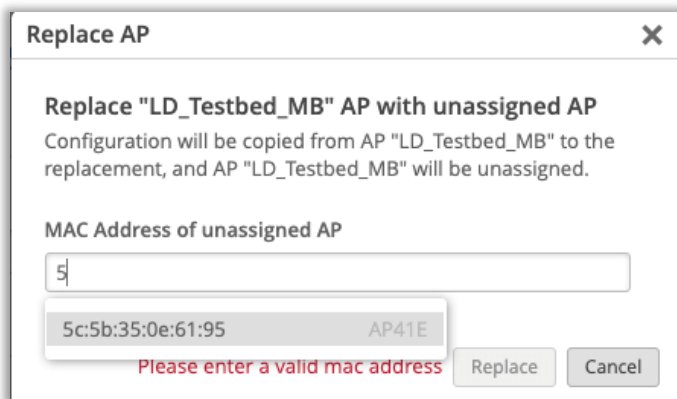 Replace AP
Replace "LD_Testbed_MB" AP with unassigned AP
Configuration will be copied from AP "LD_Testbed_MB" to the
replacement, and AP "LD_Testbed_MB" will be unassigned.
MAC Address of unassigned AP
5
5c:5b:35:0e:61:95 AP41E
Please enter a valid mac address Replace Cancel